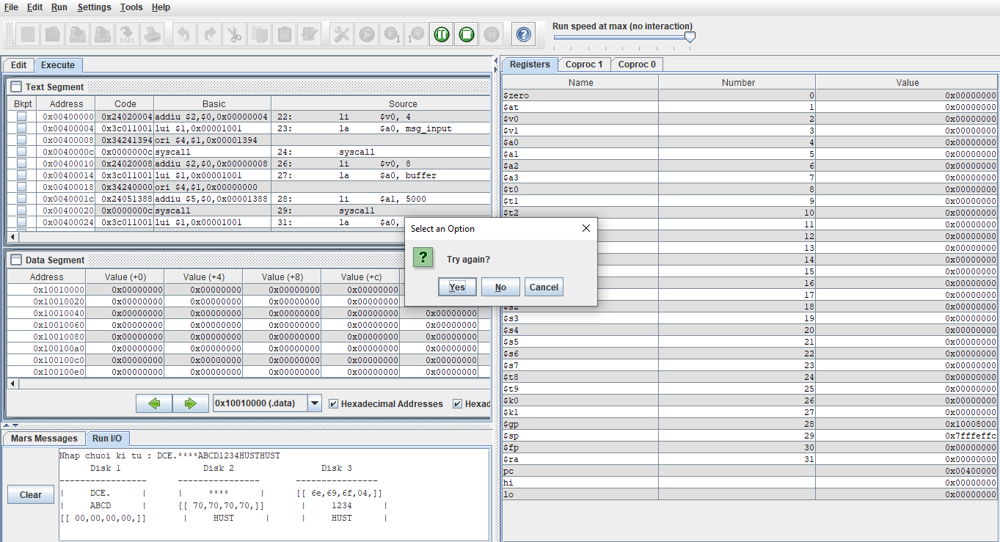 File Edit Run Settings Tools Help
Run speed at max (no interaction)
Edit Execute
Text Segment
Bkpt Address Code Basic Source
0x00400000 0x24020004 addiu $2,$0,0x00000004 22: li $v0, 4
0x00400004 0x3c011001 lui $1,0x00001001 23: la $a0, msg_input
0x00400008 0x34241394 ori $4,$1,0x00001394
0x0040000c 0x0000000c syscall 24: syscall
0x00400010 0x24020008 addiu $2,$0,0x00000008 26: li $v0, 8
0x00400014 0x3c011001 lui $1,0x00001001 27: la $a0, buffer
0x00400018 0x34240000 ori $4,$1,0x00000000
0x0040001c 0x24051388 addiu $5,$0,0x00001388 28: li $a1, 5000
0x00400020 0x0000000c syscall 29: syscall
0x00400024 0x3c011001 lui $1,0x00001001 31: la $a0,
Data Segment
Address Value (+0) Value (+4) Value (+8) Value (+c)
0x10010000 0x00000000 0x00000000 0x00000000 0x00000000
0x10010020 0x00000000 0x00000000 0x00000000 0x00000000
0x10010040 0x00000000 0x00000000 0x00000000 0x00000000 0x00000000
0x10010060 0x00000000 0x00000000 0x00000000 0x00000000 0x00000000
0x10010080 0x00000000 0x00000000 0x00000000 0x00000000 0x00000000
0x100100a0 0x00000000 0x00000000 0x00000000 0x00000000 0x00000000
0x100100c0 0x00000000 0x00000000 0x00000000 0x00000000 0x00000000
0x100100e0 0x00000000 0x00000000 0x00000000 0x00000000 0x00000000
0x10010000 (.data) Hexadecimal Addresses Hexad
Mars Messages Run I/O
Clear
Nhap chuoi ki tu : DCE.****ABCD1234HUSTHUST
Disk 1 Disk 2 Disk 3
----------------- ---------------- ----------------
| DCE. | | **** | [[ 6e,69,6f,04,]]
| ABCD | [[ 70,70,70,70,]] | 1234 |
[[ 00,00,00,00,]] | HUST | | HUST |
Select an Option
Try again?
Yes No Cancel
Registers Coproc 1 Coproc 0
Name Number Value
$zero 0 0x00000000
$at 1 0x00000000
$v0 2 0x00000000
$v1 3 0x00000000
$a0 4 0x00000000
$a1 5 0x00000000
$a2 6 0x00000000
$a3 7 0x00000000
$t0 8 0x00000000
$t1 9 0x00000000
$t2 10 0x00000000
11 0x00000000
12 0x00000000
13 0x00000000
14 0x00000000
15 0x00000000
16 0x00000000
17 0x00000000
$s2 18 0x00000000
$s3 19 0x00000000
$s4 20 0x00000000
$s5 21 0x00000000
$s6 22 0x00000000
$s7 23 0x00000000
$t8 24 0x00000000
$t9 25 0x00000000
$k0 26 0x00000000
$k1 27 0x00000000
$gp 28 0x10008000
$sp 29 0x7fffeffc
$fp 30 0x00000000
$ra 31 0x00000000
pc 0x00400000
hi 0x00000000
lo 0x00000000